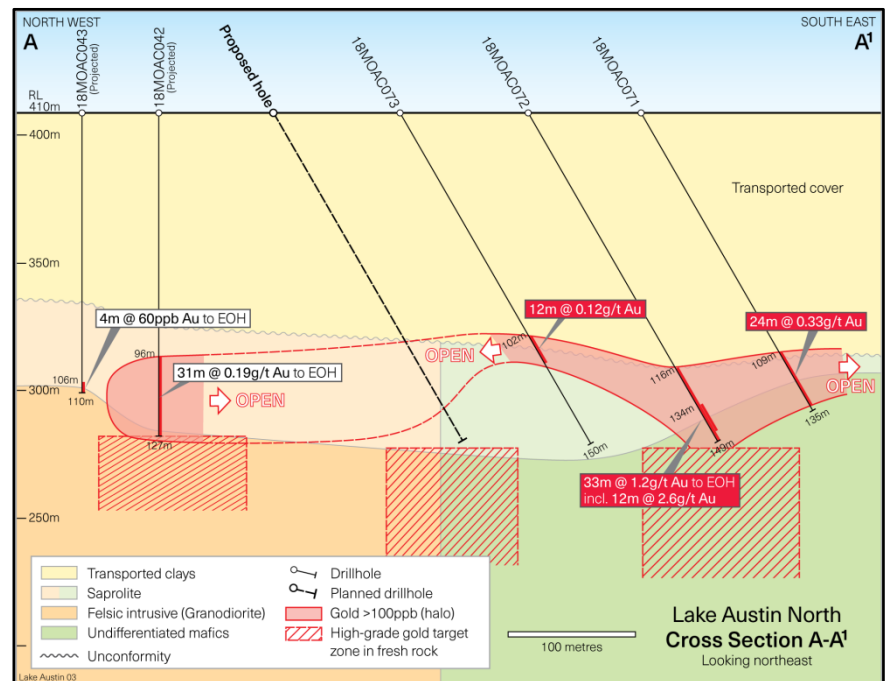 NORTH WEST
A
SOUTH EAST
A¹
18MOAC043
(Projected)
18MOAC042
(Projected)
Proposed hole
18MOAC073
18MOAC072
18MOAC071
RL
410m
400m
Transported cover
350m
4m @ 60ppb Au to EOH
12m @ 0.12g/t Au
24m @ 0.33g/t Au
102m
OPEN
96m
109m
116m
OPEN
300m
106m
110m
31m @ 0.19g/t Au to EOH
OPEN
134m
135m
127m
150m
149m
33m @ 1.2g/t Au to EOH
incl. 12m @ 2.6g/t Au
250m
Transported clays
Saprolite
Felsic intrusive (Granodiorite)
Undifferentiated mafics
Unconformity
Drillhole
Planned drillhole
Gold >100ppb (halo)
High-grade gold target
zone in fresh rock
100 metres
Lake Austin North
Cross Section A-A¹
Looking northeast
Lake Austin 03